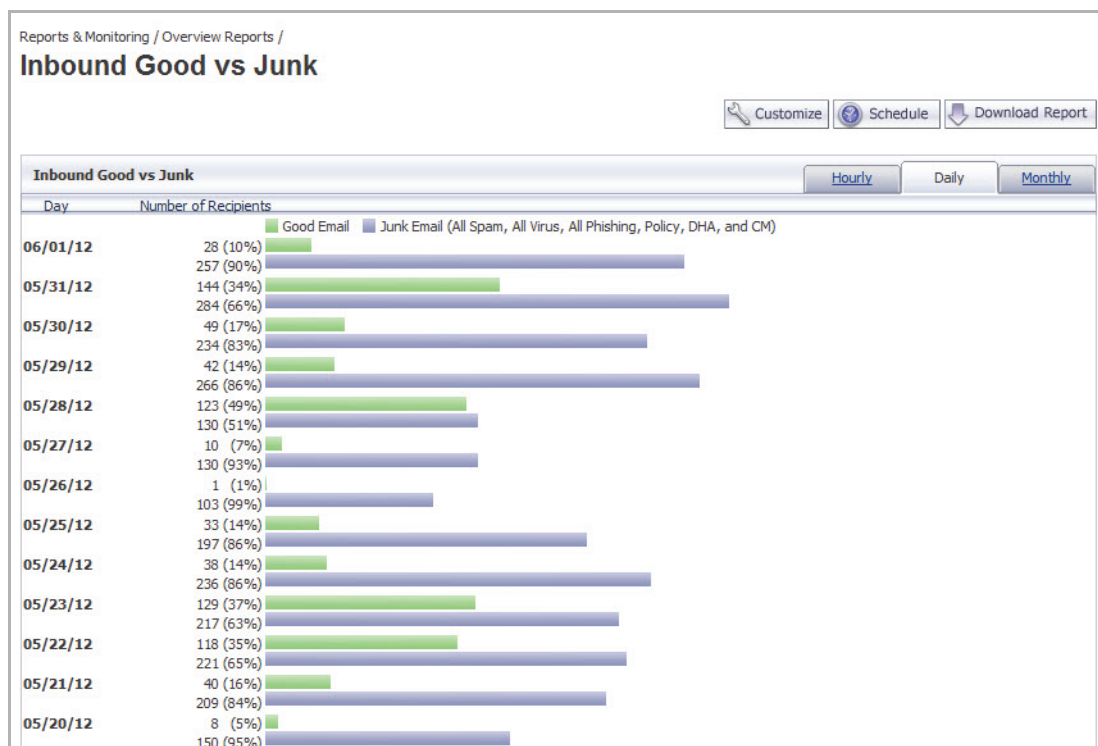 Reports & Monitoring / Overview Reports /
Inbound Good vs Junk
Customize Schedule Download Report
Inbound Good vs Junk Hourly Daily Monthly
Day Number of Recipients
Good Email Junk Email (All Spam, All Virus, All Phishing, Policy, DHA, and CM)
06/01/12 28 (10%)
257 (90%)
05/31/12 144 (34%)
284 (66%)
05/30/12 49 (17%)
234 (83%)
05/29/12 42 (14%)
266 (86%)
05/28/12 123 (49%)
130 (51%)
05/27/12 10 (7%)
130 (93%)
05/26/12 1 (1%)
103 (99%)
05/25/12 33 (14%)
197 (86%)
05/24/12 38 (14%)
236 (86%)
05/23/12 129 (37%)
217 (63%)
05/22/12 118 (35%)
221 (65%)
05/21/12 40 (16%)
209 (84%)
05/20/12 8 (5%)
150 (95%)